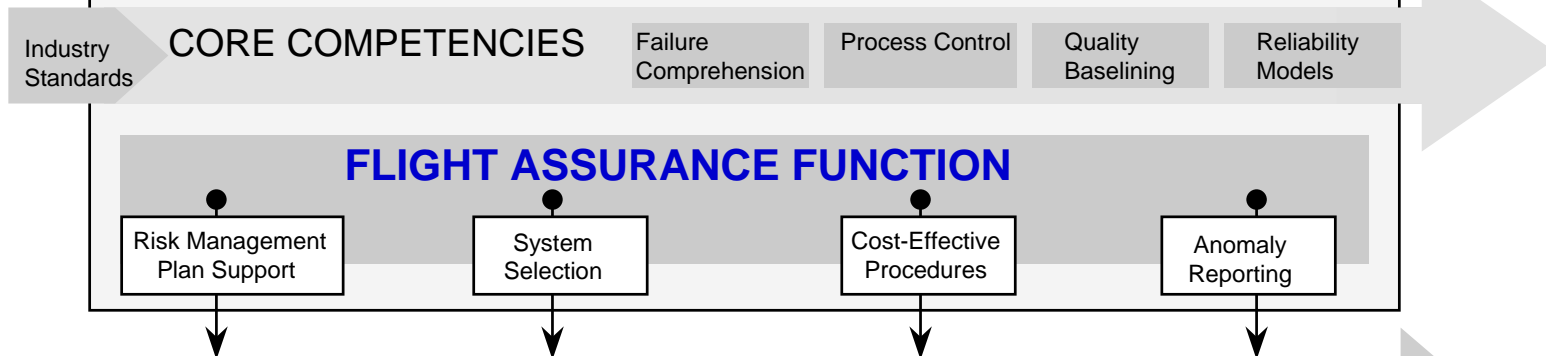 Industry
Standards
CORE COMPETENCIES
Failure
Comprehension
Process Control
Quality
Baselining
Reliability
Models
FLIGHT ASSURANCE FUNCTION
Risk Management
Plan Support
System
Selection
Cost-Effective
Procedures
Anomaly
Reporting